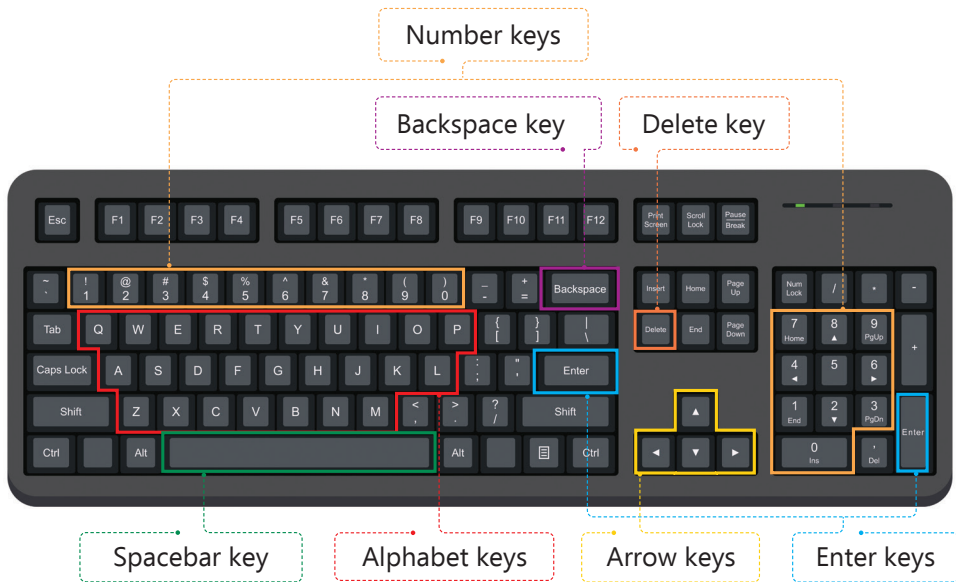 Number keys
Backspace key
Delete key
Esc F1 F2 F3 F4 F5 F6 F7 F8 F9 F10 F11 F12 Print Screen Scroll Lock Pause Break
~ ` ! 1 @ 2 # 3 $ 4 % 5 ^ 6 & 7 * 8 ( 9 ) 0 _ - + = Backspace Insert Home Page Up Num Lock / * -
Tab Q W E R T Y U I O P { [ } ] | \ Delete End Page Down 7 Home 8 ▲ 9 PgUp +
Caps Lock A S D F G H J K L : ; " ' Enter 4 ◄ 5 6 ►
Shift Z X C V B N M < , > . ? / Shift ▲ 1 End 2 ▼ 3 PgDn Enter
Ctrl Alt Alt Ctrl ◄ ▼ ► 0 Ins ' Del
Spacebar key
Alphabet keys
Arrow keys
Enter keys